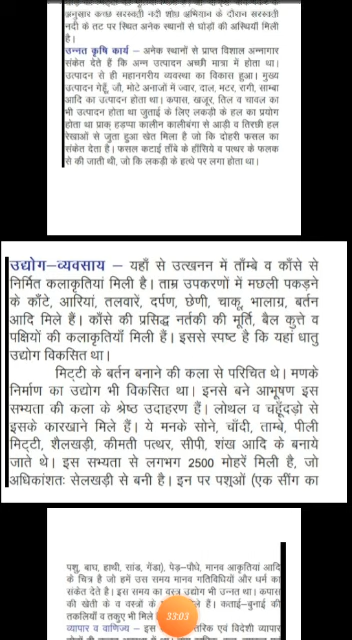 अनुसार कच्छ सरस्वती नदी शोध अभियान के दौरान सरस्वती
नदी के तट पर स्थित अनेक स्थानों से घोड़ों की अस्थियाँ मिली
है।
उन्नत कृषि कार्य – अनेक स्थानों से प्राप्त विशाल अन्नागार
संकेत देते हैं कि अन्न उत्पादन अच्छी मात्रा में होता था।
उत्पादन से ही महानगरीय व्यवस्था का विकास हुआ। मुख्य
उत्पादन गेहूँ, जौ, मोटे अनाजों में ज्वार, दाल, मटर, रागी, साम्बा
आदि का उत्पादन होता था। कपास, खजूर, तिल व चावल का
भी उत्पादन होता था जुताई के लिए लकड़ी के हल का प्रयोग
होता था प्राक् हड़प्पा कालीन कालीबंगा से आड़ी व तिरछी हल
रेखाओं से जुता हुआ खेत मिला है जो कि दोहरी फसल का
संकेत देता है। फसल कटाई ताँबे के हाँसिये व पत्थर के फलक
से की जाती थी, जो कि लकड़ी के हत्थे पर लगा होता था।
उद्योग–व्यवसाय – यहाँ से उत्खनन में ताँम्बे व काँसे से
निर्मित कलाकृतियां मिली है। ताम्र उपकरणों में मछली पकड़ने
के काँटे, आरियां, तलवारें, दर्पण, छेणी, चाकू, भालाग्र, बर्तन
आदि मिले हैं। काँसे की प्रसिद्ध नर्तकी की मूर्ति, बैल कुत्ते व
पक्षियों की कलाकृतियाँ मिली हैं। इससे स्पष्ट है कि यहां धातु
उद्योग विकसित था।
मिट्टी के बर्तन बनाने की कला से परिचित थे। मणके
निर्माण का उद्योग भी विकसित था। इनसे बने आभूषण इस
सभ्यता की कला के श्रेष्ठ उदाहरण हैं। लोथल व चहूँदड़ो से
इसके कारखाने मिले हैं। ये मनके सोने, चाँदी, ताम्बे, पीली
मिट्टी, शैलखड़ी, कीमती पत्थर, सीपी, शंख आदि के बनाये
जाते थे। इस सभ्यता से लगभग 2500 मोहरें मिली है, जो
अधिकांशतः सेलखड़ी से बनी है। इन पर पशुओं (एक सींग का
पशु, बाघ, हाथी, सांड, गेंडा), पेड़–पौधे, मानव आकृतियां आदि
के चित्र है जो हमें उस समय मानव गतिविधियों और धर्म का
संकेत देते है। इस समय का वस्त्र उद्योग भी उन्नत था। कपास
की खेती के व वस्त्रों के मिले हैं। कताई–बुनाई की
तकलियाँ व तकुए भी मिले
व्यापार व वाणिज्य – इस व विदेशी व्यापार
33:03